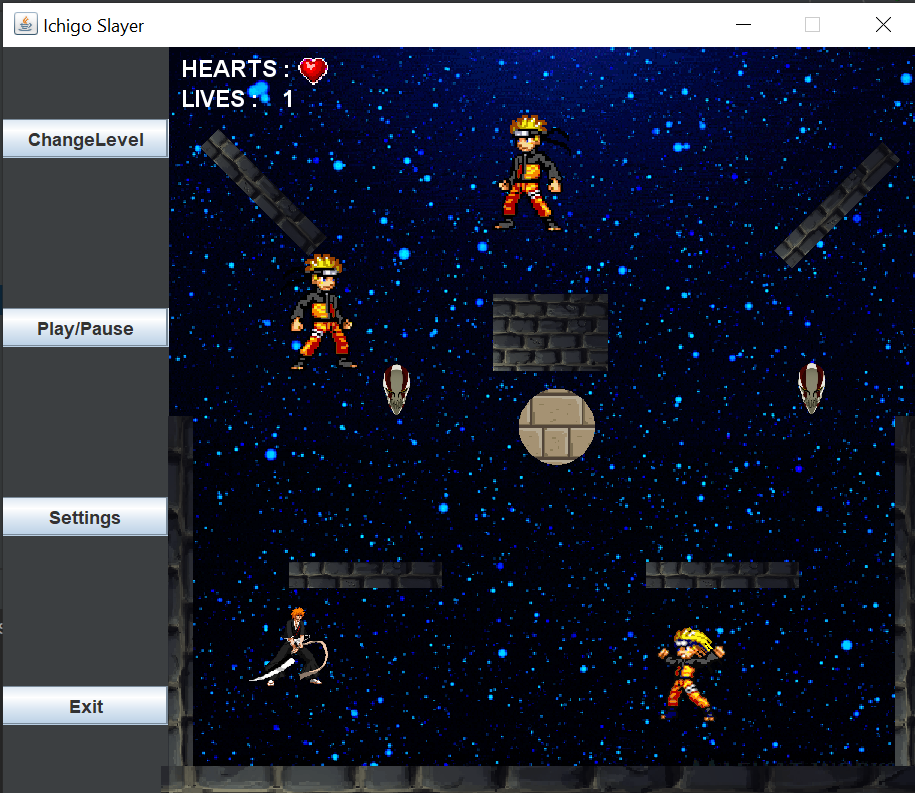 Ichigo Slayer
HEARTS :
LIVES : 1
ChangeLevel
Play/Pause
Settings
Exit